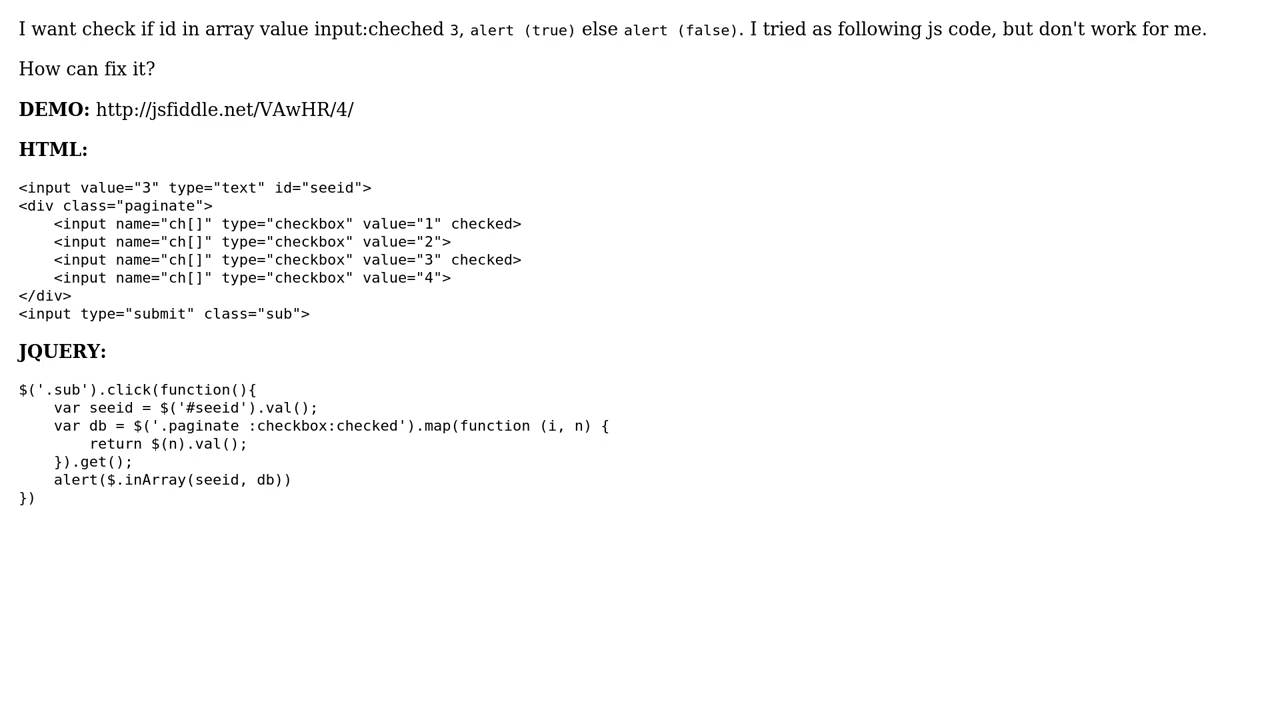 I want check if id in array value input:cheched 3, alert (true) else alert (false). I tried as following js code, but don't work for me.
How can fix it?
DEMO: http://jsfiddle.net/VAwHR/4/
HTML:
<input value="3" type="text" id="seeid">
<div class="paginate">
    <input name="ch[]" type="checkbox" value="1" checked>
    <input name="ch[]" type="checkbox" value="2">
    <input name="ch[]" type="checkbox" value="3" checked>
    <input name="ch[]" type="checkbox" value="4">
</div>
<input type="submit" class="sub">
JQUERY:
$('.sub').click(function(){
    var seeid = $('#seeid').val();
    var db = $('.paginate :checkbox:checked').map(function (i, n) {
        return $(n).val();
    }).get();
    alert($.inArray(seeid, db))
})